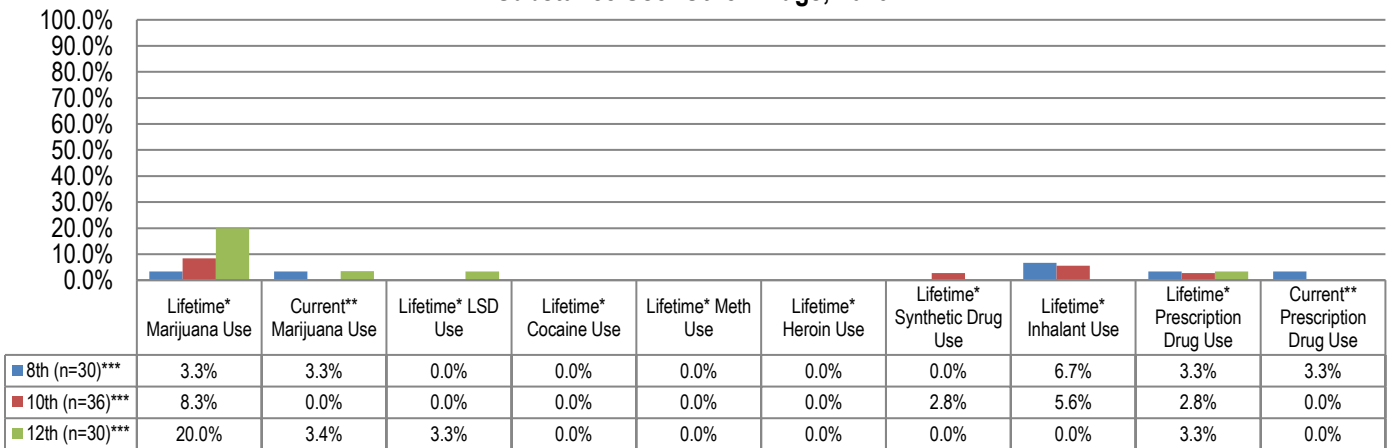 100.0%
90.0%
80.0%
70.0%
60.0%
50.0%
40.0%
30.0%
20.0%
10.0%
0.0%
Lifetime* Marijuana Use Current** Marijuana Use Lifetime* LSD Use Lifetime* Cocaine Use Lifetime* Meth Use Lifetime* Heroin Use Lifetime* Synthetic Drug Use Lifetime* Inhalant Use Lifetime* Prescription Drug Use Current** Prescription Drug Use
8th (n=30)*** 3.3% 3.3% 0.0% 0.0% 0.0% 0.0% 0.0% 6.7% 3.3% 3.3%
10th (n=36)*** 8.3% 0.0% 0.0% 0.0% 0.0% 0.0% 2.8% 5.6% 2.8% 0.0%
12th (n=30)*** 20.0% 3.4% 3.3% 0.0% 0.0% 0.0% 0.0% 0.0% 3.3% 0.0%